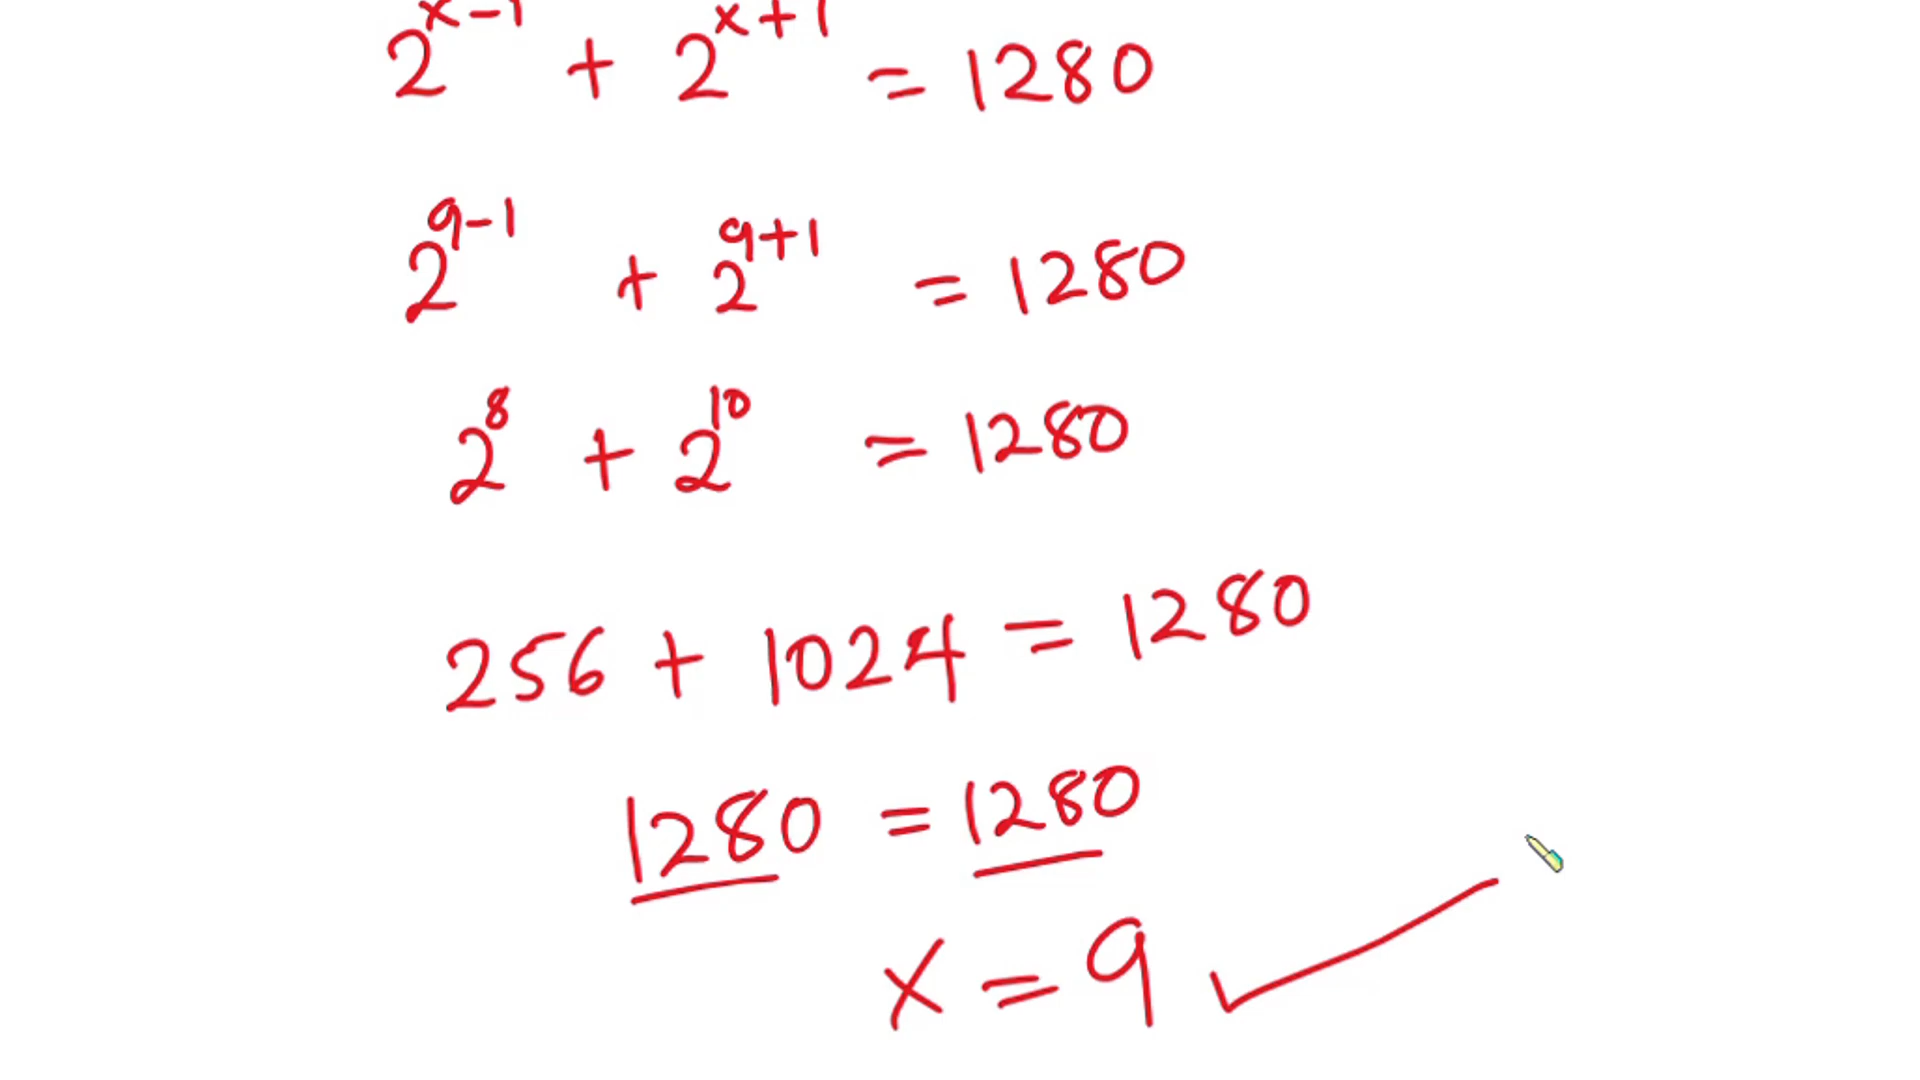 2^{x-1} + 2^{x+1} = 1280
2^{9-1} + 2^{9+1} = 1280
2^8 + 2^{10} = 1280
256 + 1024 = 1280
1280 = 1280
x = 9 ✓